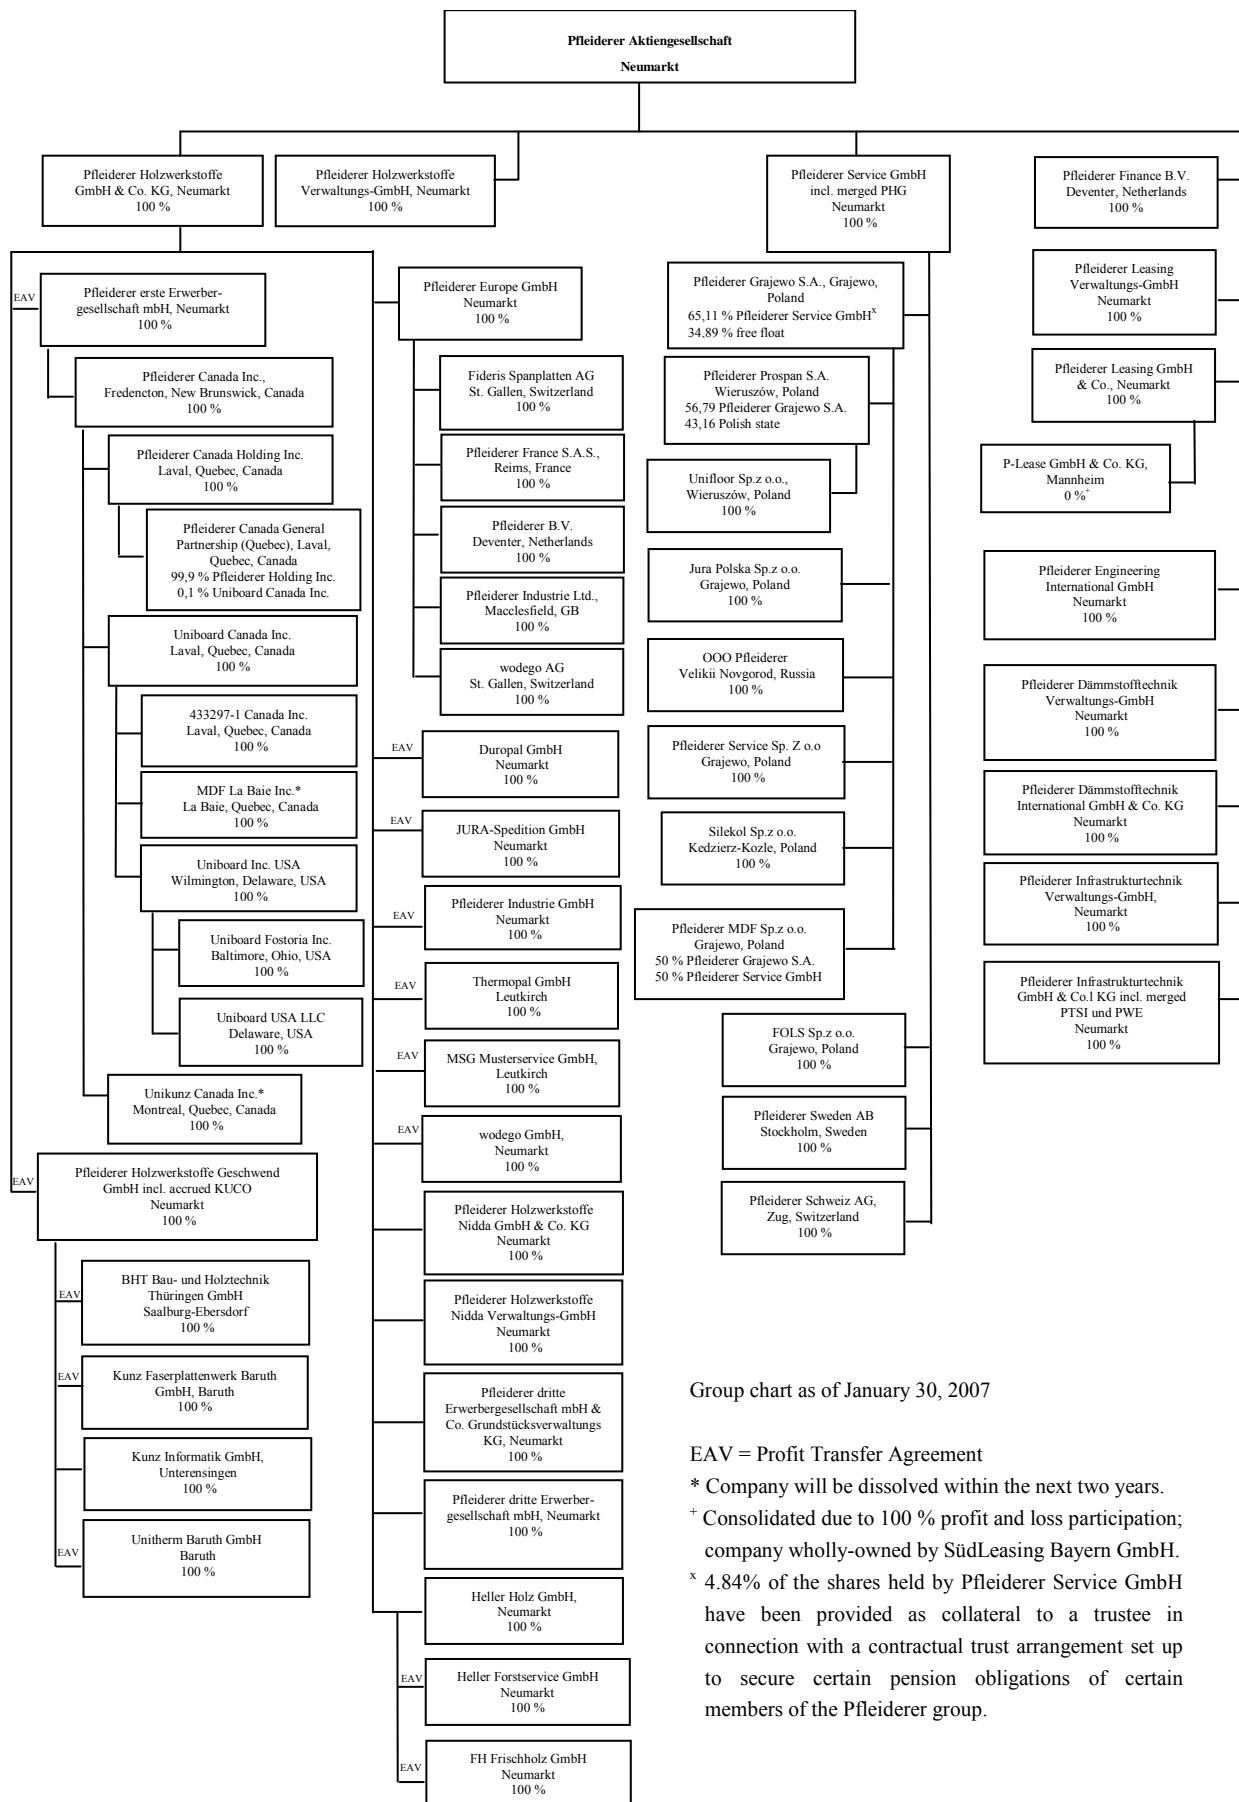 Pfleiderer Aktiengesellschaft
Neumarkt
Pfleiderer Holzwerkstoffe
GmbH & Co. KG, Neumarkt
100 %
Pfleiderer Holzwerkstoffe
Verwaltungs-GmbH, Neumarkt
100 %
Pfleiderer Service GmbH
incl. merged PHG
Neumarkt
100 %
Pfleiderer Finance B.V.
Deventer, Netherlands
100 %
EAV
Pfleiderer erste Erwerber-
gesellschaft mbH, Neumarkt
100 %
Pfleiderer Canada Inc.,
Fredencton, New Brunswick, Canada
100 %
Pfleiderer Canada Holding Inc.
Laval, Quebec, Canada
100 %
Pfleiderer Canada General
Partnership (Quebec), Laval,
Quebec, Canada
99,9 % Pfleiderer Holding Inc.
0,1 % Uniboard Canada Inc.
Uniboard Canada Inc.
Laval, Quebec, Canada
100 %
433297-1 Canada Inc.
Laval, Quebec, Canada
100 %
MDF La Baie Inc.*
La Baie, Quebec, Canada
100 %
Uniboard Inc. USA
Wilmington, Delaware, USA
100 %
Uniboard Fostoria Inc.
Baltimore, Ohio, USA
100 %
Uniboard USA LLC
Delaware, USA
100 %
Unikunz Canada Inc.*
Montreal, Quebec, Canada
100 %
EAV
Pfleiderer Holzwerkstoffe Geschwend
GmbH incl. accrued KUCO
Neumarkt
100 %
EAV
BHT Bau- und Holztechnik
Thüringen GmbH
Saalburg-Ebersdorf
100 %
EAV
Kunz Faserplattenwerk Baruth
GmbH, Baruth
100 %
Kunz Informatik GmbH,
Unterensingen
100 %
EAV
Unitherm Baruth GmbH
Baruth
100 %
Pfleiderer Europe GmbH
Neumarkt
100 %
Fideris Spanplatten AG
St. Gallen, Switzerland
100 %
Pfleiderer France S.A.S.,
Reims, France
100 %
Pfleiderer B.V.
Deventer, Netherlands
100 %
Pfleiderer Industrie Ltd.,
Macclesfield, GB
100 %
wodego AG
St. Gallen, Switzerland
100 %
EAV
Duropal GmbH
Neumarkt
100 %
EAV
JURA-Spedition GmbH
Neumarkt
100 %
EAV
Pfleiderer Industrie GmbH
Neumarkt
100 %
EAV
Thermopal GmbH
Leutkirch
100 %
EAV
MSG Musterservice GmbH,
Leutkirch
100 %
EAV
wodego GmbH,
Neumarkt
100 %
Pfleiderer Holzwerkstoffe
Nidda GmbH & Co. KG
Neumarkt
100 %
Pfleiderer Holzwerkstoffe
Nidda Verwaltungs-GmbH
Neumarkt
100 %
Pfleiderer dritte
Erwerbergesellschaft mbH &
Co. Grundstücksverwaltungs
KG, Neumarkt
100 %
Pfleiderer dritte Erwerber-
gesellschaft mbH, Neumarkt
100 %
Heller Holz GmbH,
Neumarkt
100 %
EAV
Heller Forstservice GmbH
Neumarkt
100 %
EAV
FH Frischholz GmbH
Neumarkt
100 %
Pfleiderer Grajewo S.A., Grajewo,
Poland
65,11 % Pfleiderer Service GmbHx
34,89 % free float
Pfleiderer Prospan S.A.
Wieruszów, Poland
56,79 Pfleiderer Grajewo S.A.
43,16 Polish state
Unifloor Sp.z o.o.,
Wieruszów, Poland
100 %
Jura Polska Sp.z o.o.
Grajewo, Poland
100 %
OOO Pfleiderer
Velikii Novgorod, Russia
100 %
Pfleiderer Service Sp. Z o.o
Grajewo, Poland
100 %
Silekol Sp.z o.o.
Kedzierz-Kozle, Poland
100 %
Pfleiderer MDF Sp.z o.o.
Grajewo, Poland
50 % Pfleiderer Grajewo S.A.
50 % Pfleiderer Service GmbH
FOLS Sp.z o.o.
Grajewo, Poland
100 %
Pfleiderer Sweden AB
Stockholm, Sweden
100 %
Pfleiderer Schweiz AG,
Zug, Switzerland
100 %
Pfleiderer Leasing
Verwaltungs-GmbH
Neumarkt
100 %
Pfleiderer Leasing GmbH
& Co., Neumarkt
100 %
P-Lease GmbH & Co. KG,
Mannheim
0 %+
Pfleiderer Engineering
International GmbH
Neumarkt
100 %
Pfleiderer Dämmstofftechnik
Verwaltungs-GmbH
Neumarkt
100 %
Pfleiderer Dämmstofftechnik
International GmbH & Co. KG
Neumarkt
100 %
Pfleiderer Infrastrukturtechnik
Verwaltungs-GmbH,
Neumarkt
100 %
Pfleiderer Infrastrukturtechnik
GmbH & Co.l KG incl. merged
PTSI und PWE
Neumarkt
100 %
Group chart as of January 30, 2007
EAV = Profit Transfer Agreement
* Company will be dissolved within the next two years.
+ Consolidated due to 100 % profit and loss participation;
company wholly-owned by SüdLeasing Bayern GmbH.
x 4.84% of the shares held by Pfleiderer Service GmbH
have been provided as collateral to a trustee in
connection with a contractual trust arrangement set up
to secure certain pension obligations of certain
members of the Pfleiderer group.